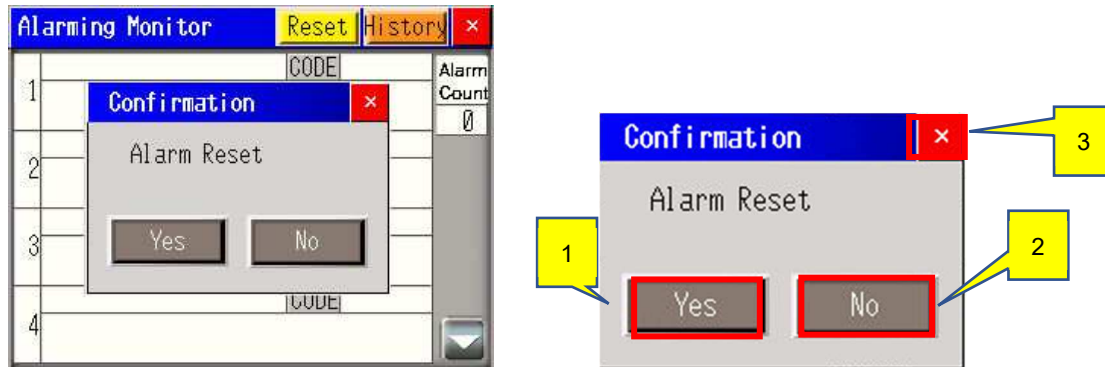 Alarming Monitor Reset History ×
CODE
Alarm
Count
0
1
2
3
4
Confirmation ×
Alarm Reset
Yes No
CODE
Confirmation ×
Alarm Reset
Yes No
1
2
3